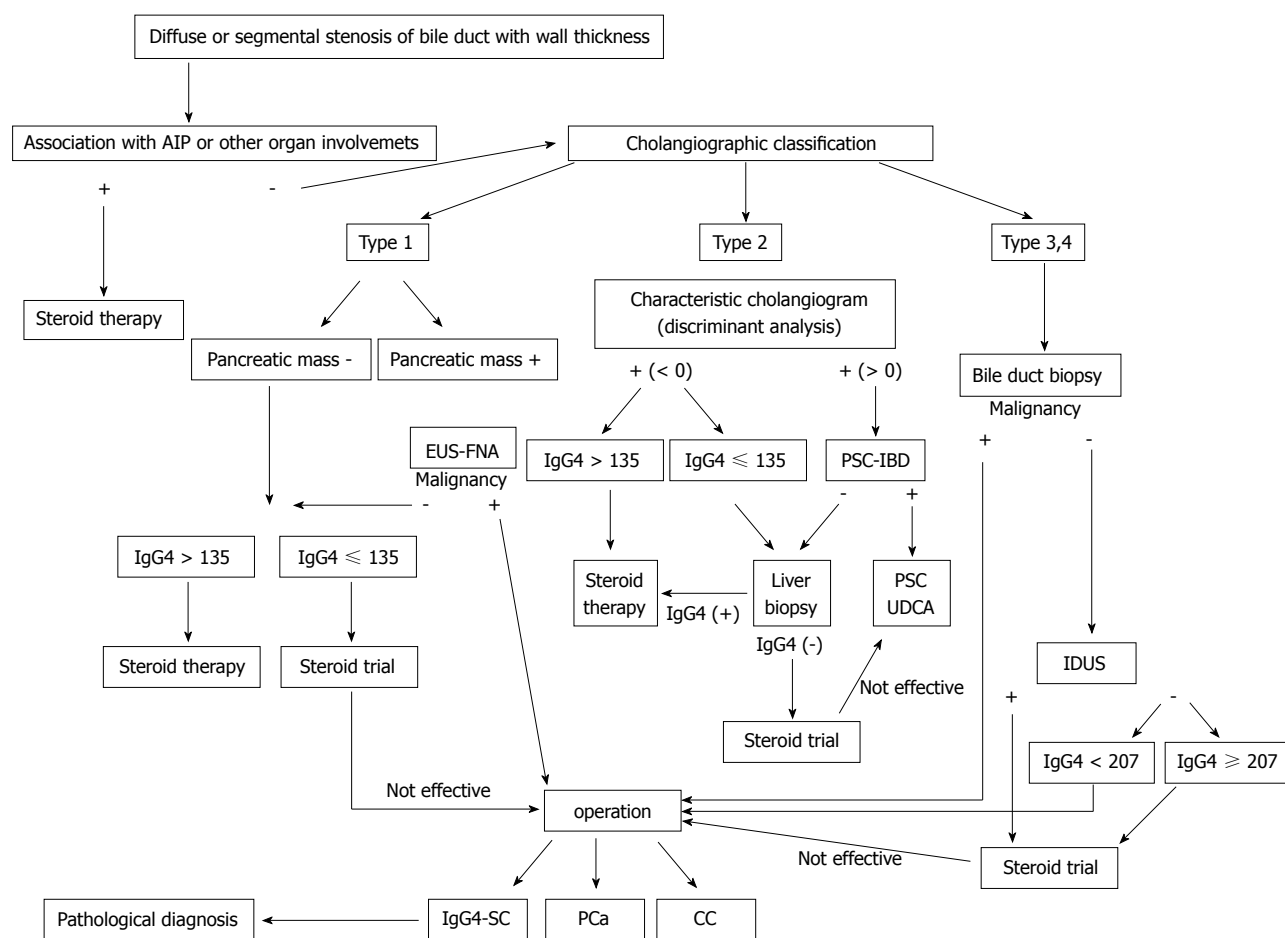 Diffuse or segmental stenosis of bile duct with wall thickness
Association with AIP or other organ involvemets
Cholangiographic classification
+
-
Type 1
Type 2
Type 3,4
Steroid therapy
Characteristic cholangiogram
(discriminant analysis)
Pancreatic mass -
Pancreatic mass +
+ (< 0)
+ (> 0)
Bile duct biopsy
Malignancy
+
-
EUS-FNA
Malignancy
-
+
IgG4 > 135
IgG4 ≤ 135
PSC-IBD
-
+
IgG4 > 135
IgG4 ≤ 135
Steroid
therapy
Liver
biopsy
PSC
UDCA
IgG4 (+)
IgG4 (-)
Steroid therapy
Steroid trial
Not effective
IDUS
+
-
Steroid trial
IgG4 < 207
IgG4 ≥ 207
Not effective
operation
Not effective
Steroid trial
Pathological diagnosis
IgG4-SC
PCa
CC